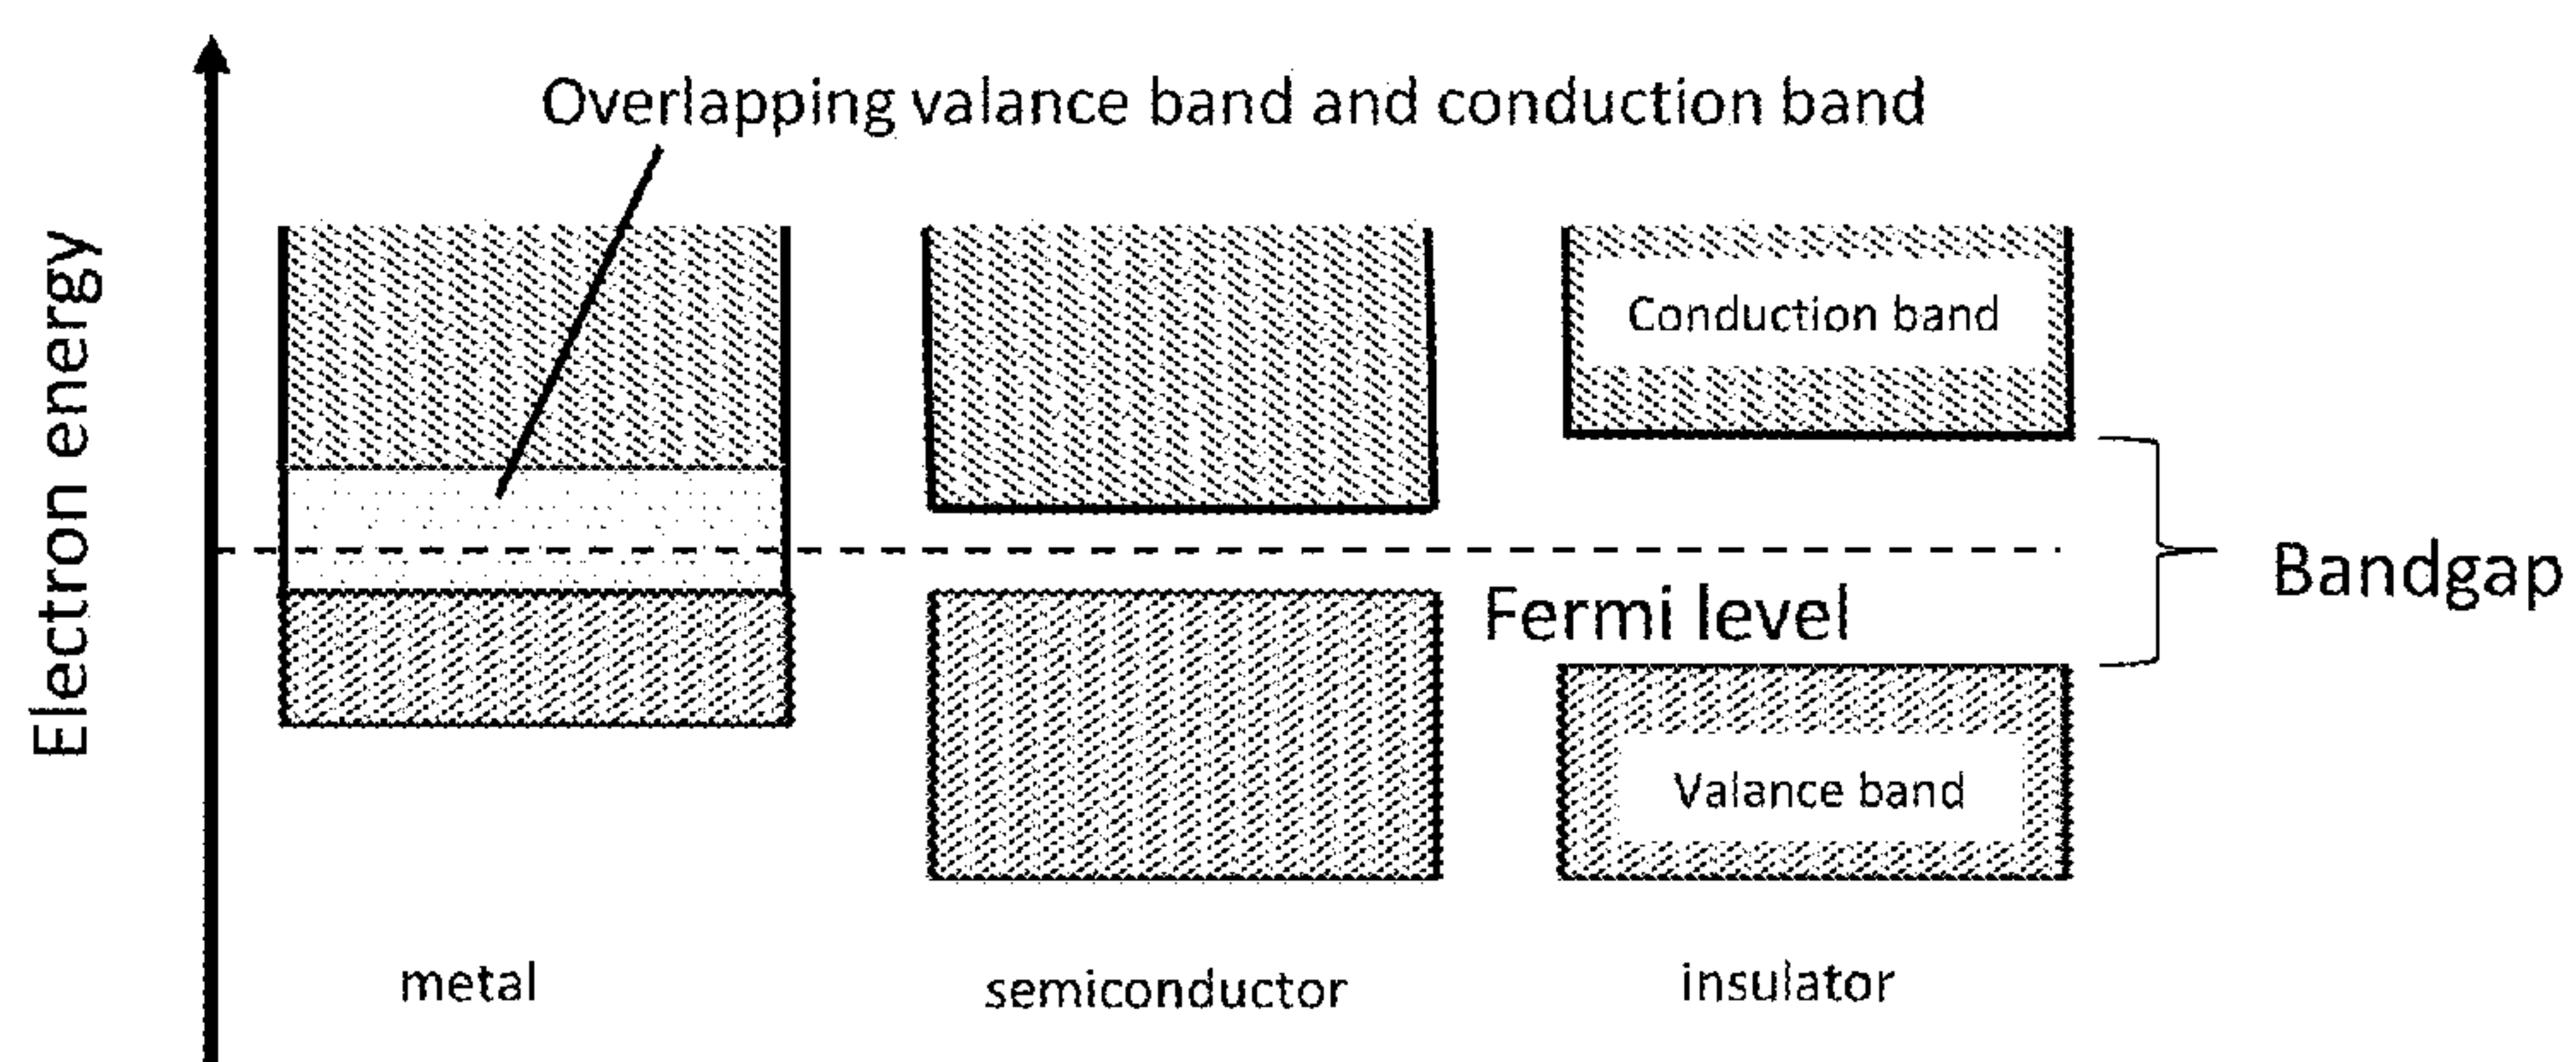 Overlapping valance band and conduction band
Electron energy
Conduction band
Fermi level
Bandgap
Valance band
metal
semiconductor
insulator